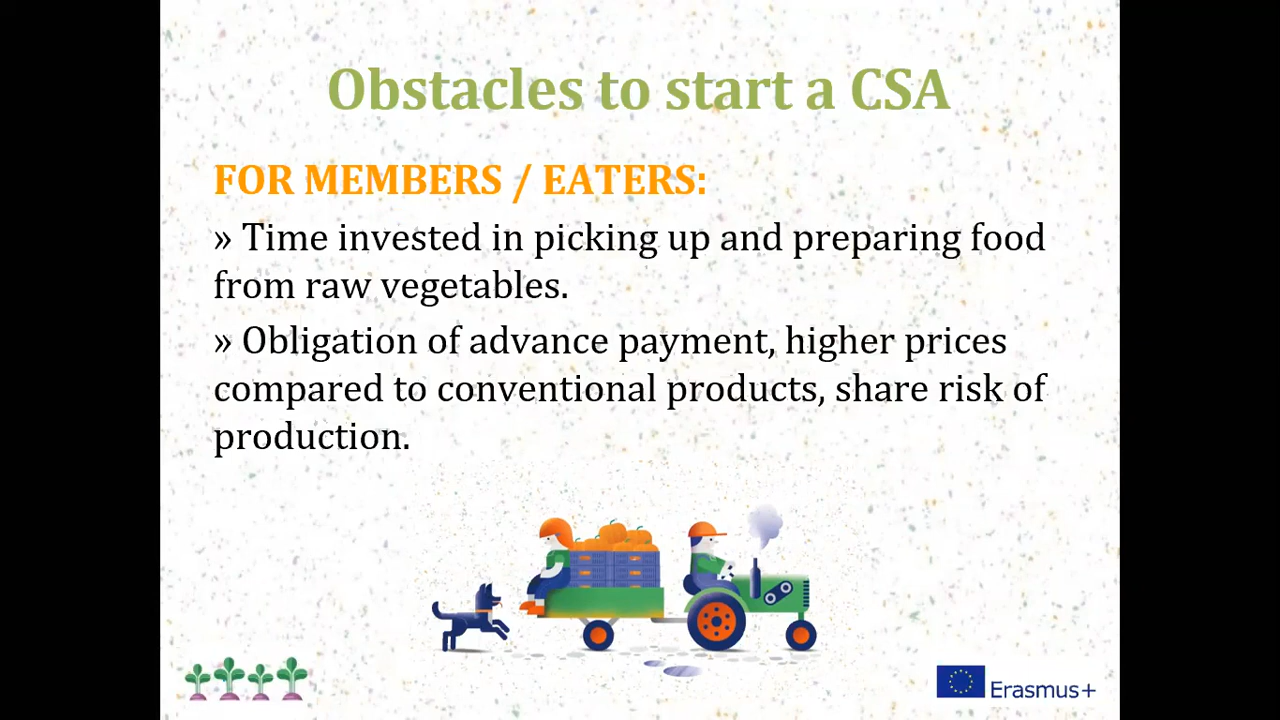 Obstacles to start a CSA
FOR MEMBERS / EATERS:
» Time invested in picking up and preparing food
from raw vegetables.
» Obligation of advance payment, higher prices
compared to conventional products, share risk of
production.
Erasmus+